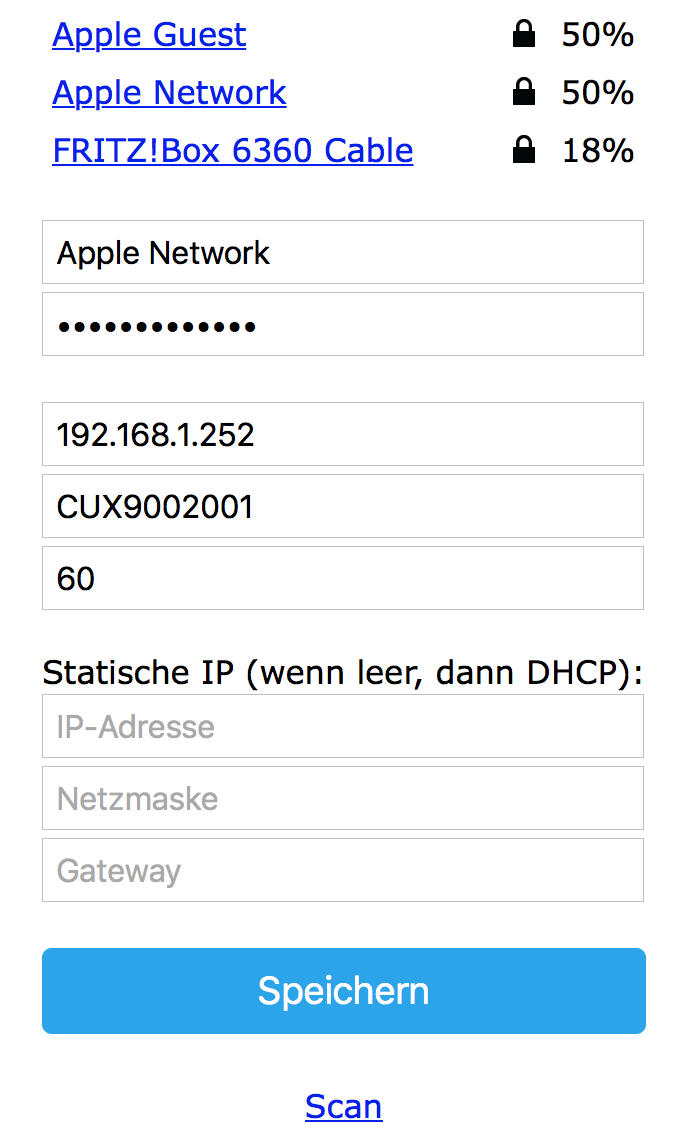 Apple Guest 50%
Apple Network 50%
FRITZ!Box 6360 Cable 18%
Apple Network
•••••••••••••
192.168.1.252
CUX9002001
60
Statische IP (wenn leer, dann DHCP):
IP-Adresse
Netzmaske
Gateway
Speichern
Scan